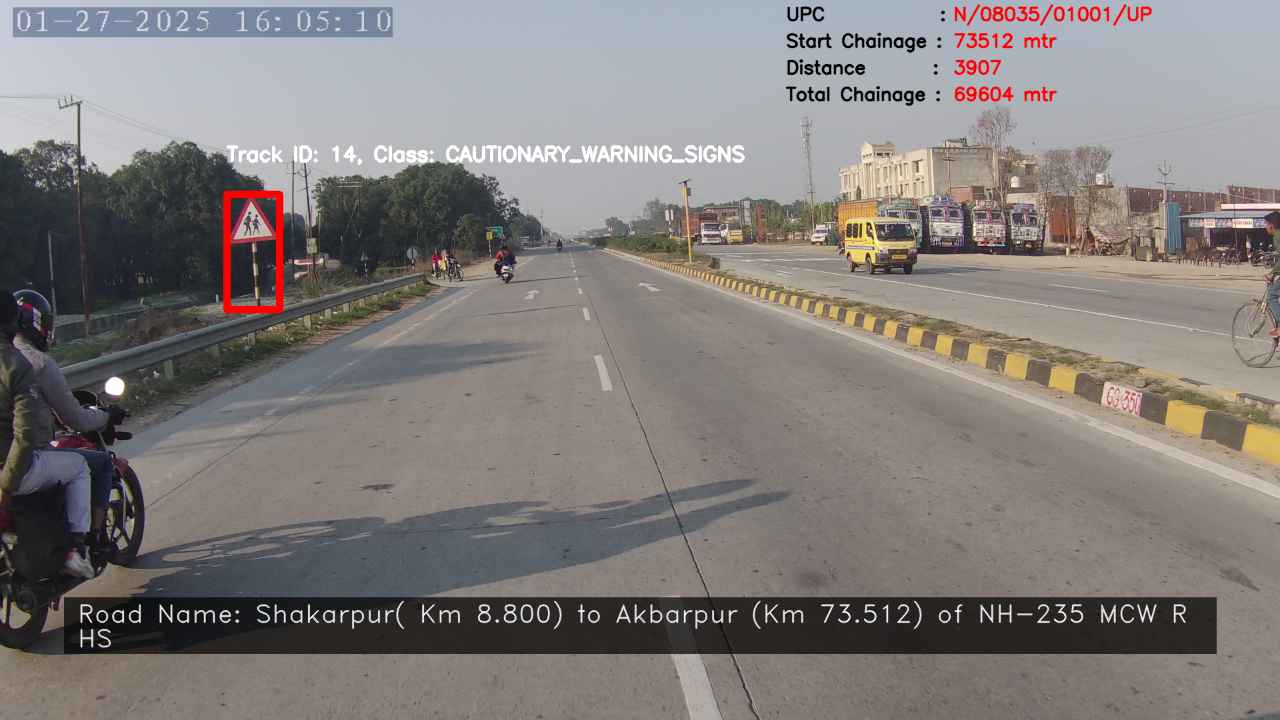 01-27-2025 16:05:10
UPC : N/08035/01001/UP
Start Chainage : 73512 mtr
Distance : 3907
Total Chainage : 69604 mtr
Track ID: 14, Class: CAUTIONARY_WARNING_SIGNS
Road Name: Shakarpur( Km 8.800) to Akbarpur (Km 73.512) of NH-235 MCW R
HS